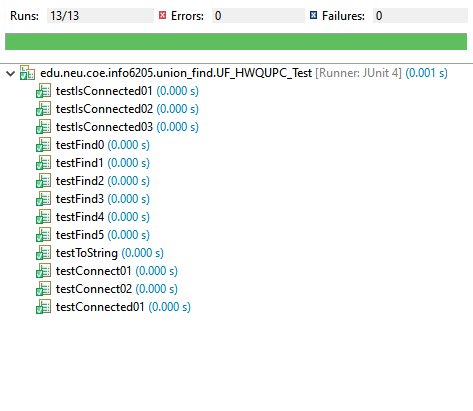 Runs: 13/13 Errors: 0 Failures: 0
edu.neu.coe.info6205.union_find.UF_HWQUPC_Test [Runner: JUnit 4] (0.001 s)
testIsConnected01 (0.000 s)
testIsConnected02 (0.000 s)
testIsConnected03 (0.000 s)
testFind0 (0.000 s)
testFind1 (0.000 s)
testFind2 (0.000 s)
testFind3 (0.000 s)
testFind4 (0.000 s)
testFind5 (0.000 s)
testToString (0.000 s)
testConnect01 (0.000 s)
testConnect02 (0.000 s)
testConnected01 (0.000 s)